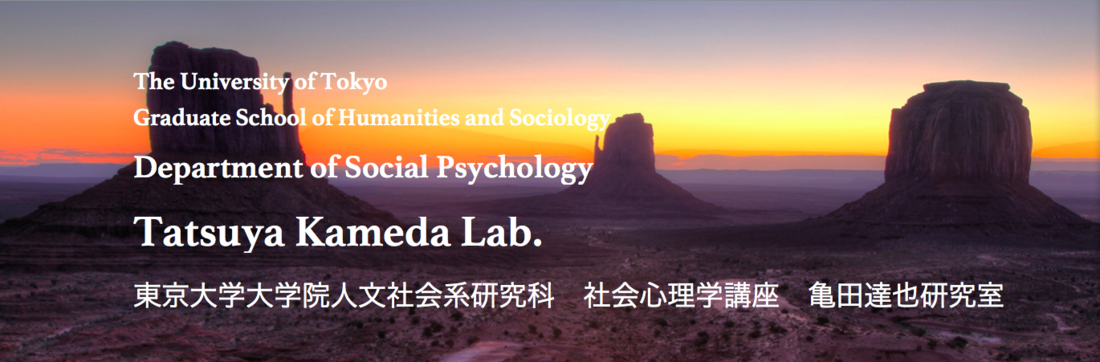 The University of Tokyo
Graduate School of Humanities and Sociology
Department of Social Psychology
Tatsuya Kameda Lab.
東京大学大学院人文社会系研究科　社会心理学講座　亀田達也研究室